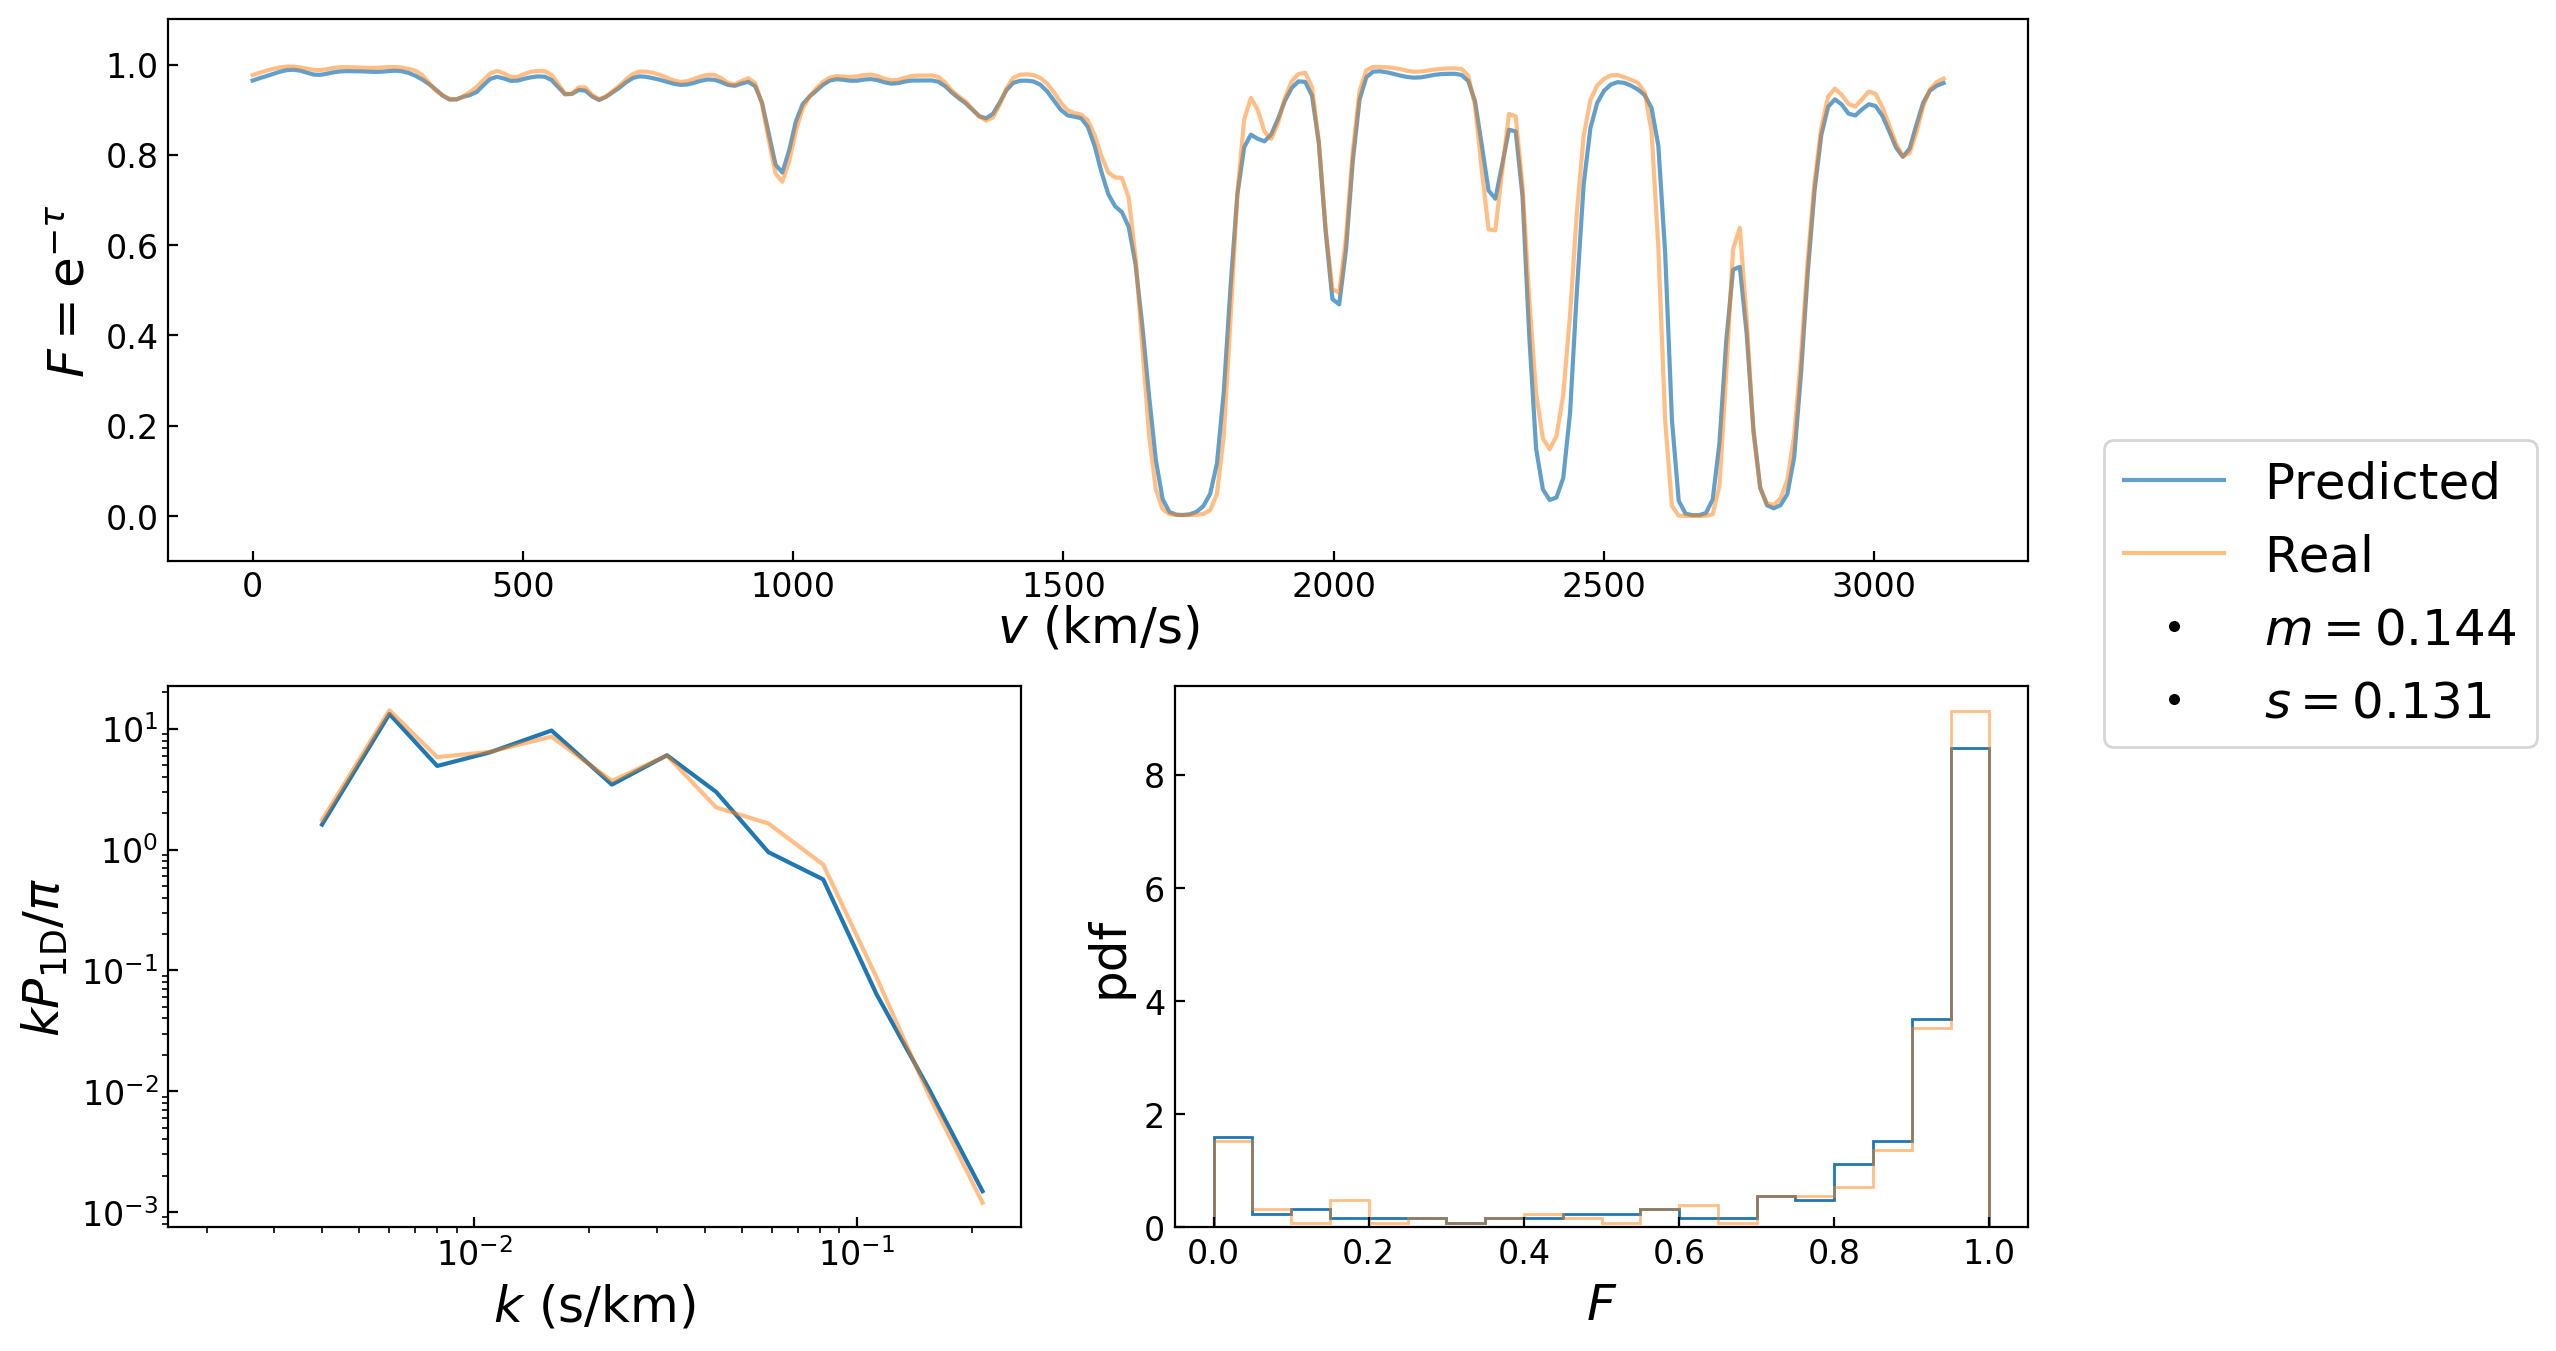 1.0
0.8
0.6
0.4
0.2
0.0
F = e^{−τ}
0 500 1000 1500 2000 2500 3000
v (km/s)
Predicted
Real
m = 0.144
s = 0.131
10^1
10^0
10^{−1}
10^{−2}
10^{−3}
kP_{1D}/π
10^{−2} 10^{−1}
k (s/km)
8
6
4
2
0
pdf
0.0 0.2 0.4 0.6 0.8 1.0
F